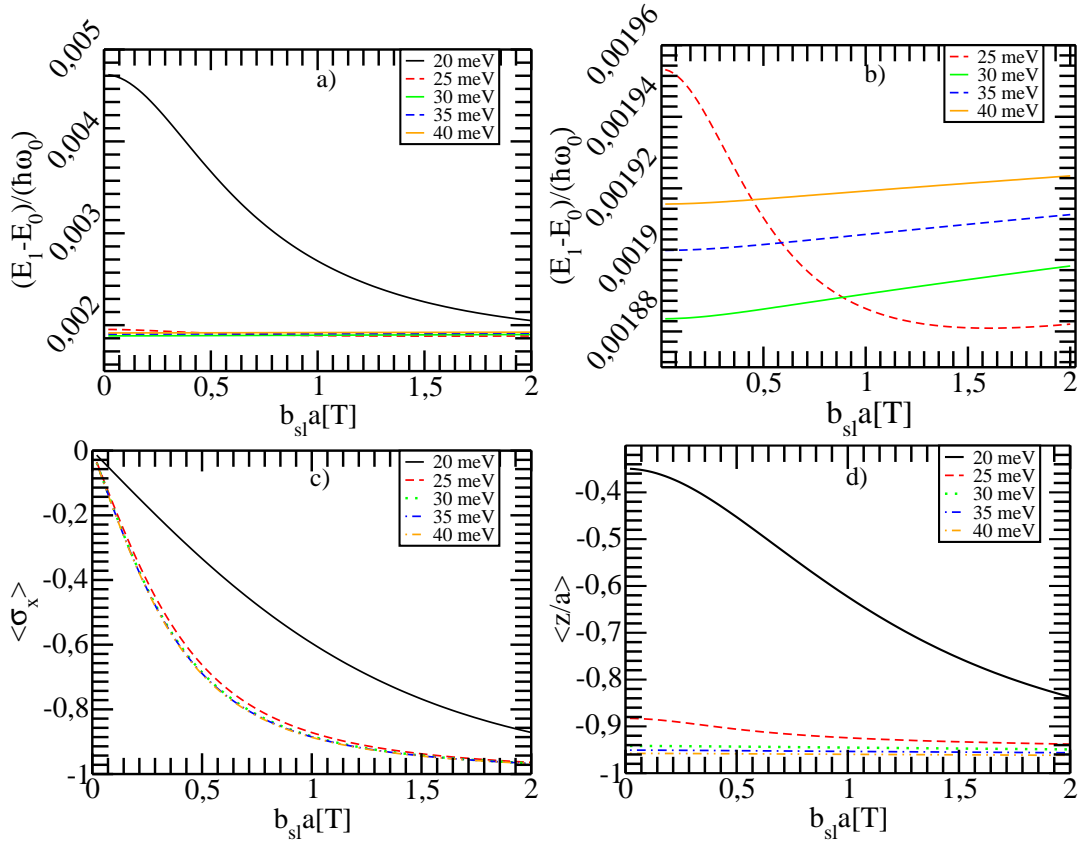 a)
20 meV
25 meV
30 meV
35 meV
40 meV
0,005
0,004
0,003
0,002
(E₁-E₀)/(ħω₀)
0
0,5
1
1,5
2
b_sl a[T]
b)
25 meV
30 meV
35 meV
40 meV
0,00196
0,00194
0,00192
0,0019
0,00188
(E₁-E₀)/(ħω₀)
0,5
1
1,5
2
b_sl a[T]
c)
20 meV
25 meV
30 meV
35 meV
40 meV
0
-0,2
-0,4
-0,6
-0,8
-1
<σₓ>
0
0,5
1
1,5
2
b_sl a[T]
d)
20 meV
25 meV
30 meV
35 meV
40 meV
-0,4
-0,5
-0,6
-0,7
-0,8
-0,9
-1
<z/a>
0
0,5
1
1,5
2
b_sl a[T]